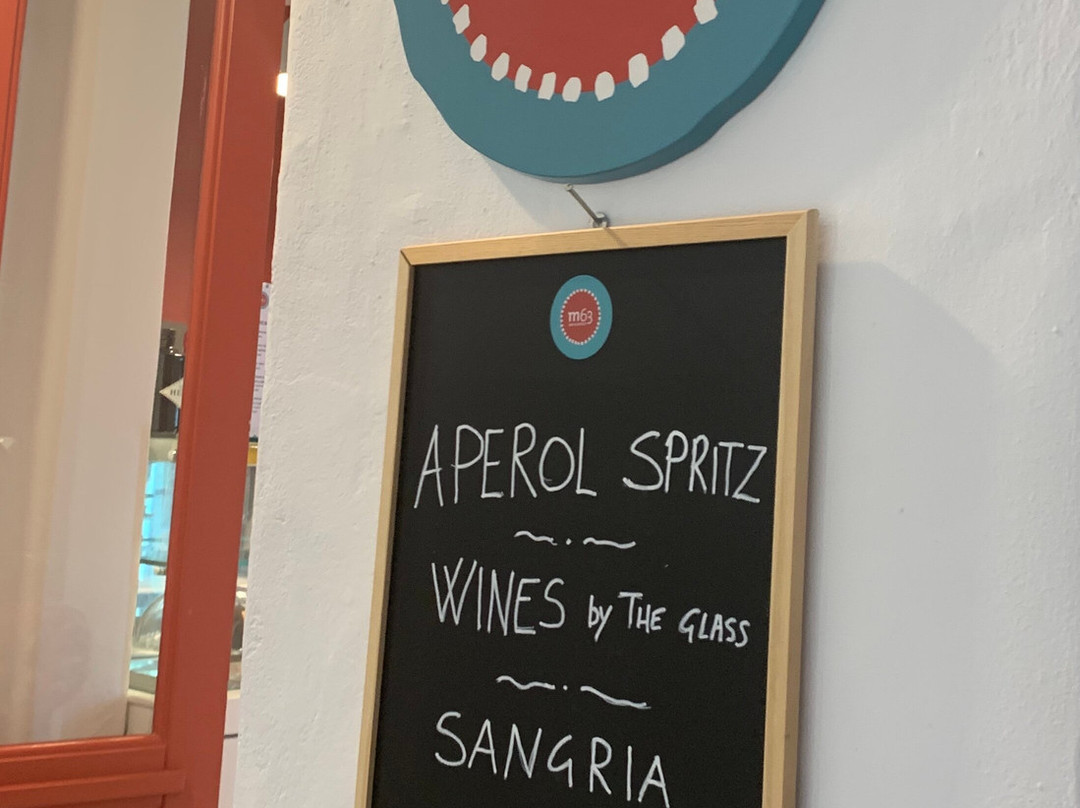 m63
APEROL SPRITZ
WINES by THE GLASS
SANGRIA